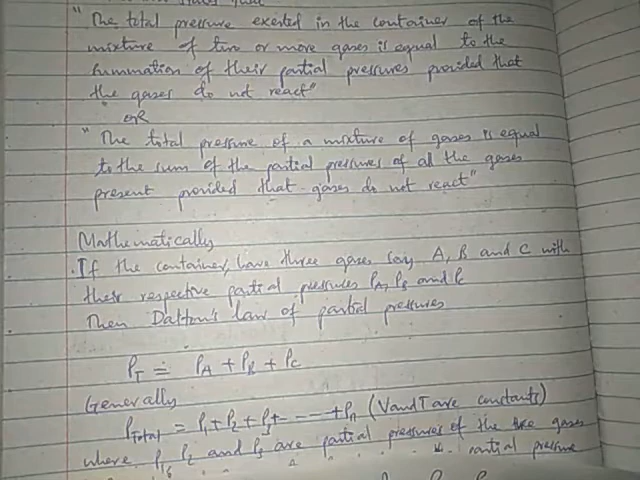 "The total pressure exerted in the container of the
mixture of two or more gases is equal to the
summation of their partial pressures provided that
the gases do not react"
OR
"The total pressure of a mixture of gases is equal
to the sum of the partial pressures of all the gases
present provided that gases do not react"
Mathematically
.If the container, have three gases say A, B and C with
their respective partial pressures PA, PB and PC
Then Dalton's law of partial pressures
PT = PA + PB + PC
Generally
PTotal = P1 + P2 + P3 + ---- + Pn (V and T are constants)
where P1, P2 and P3 are partial pressures of the gases
partial pressure